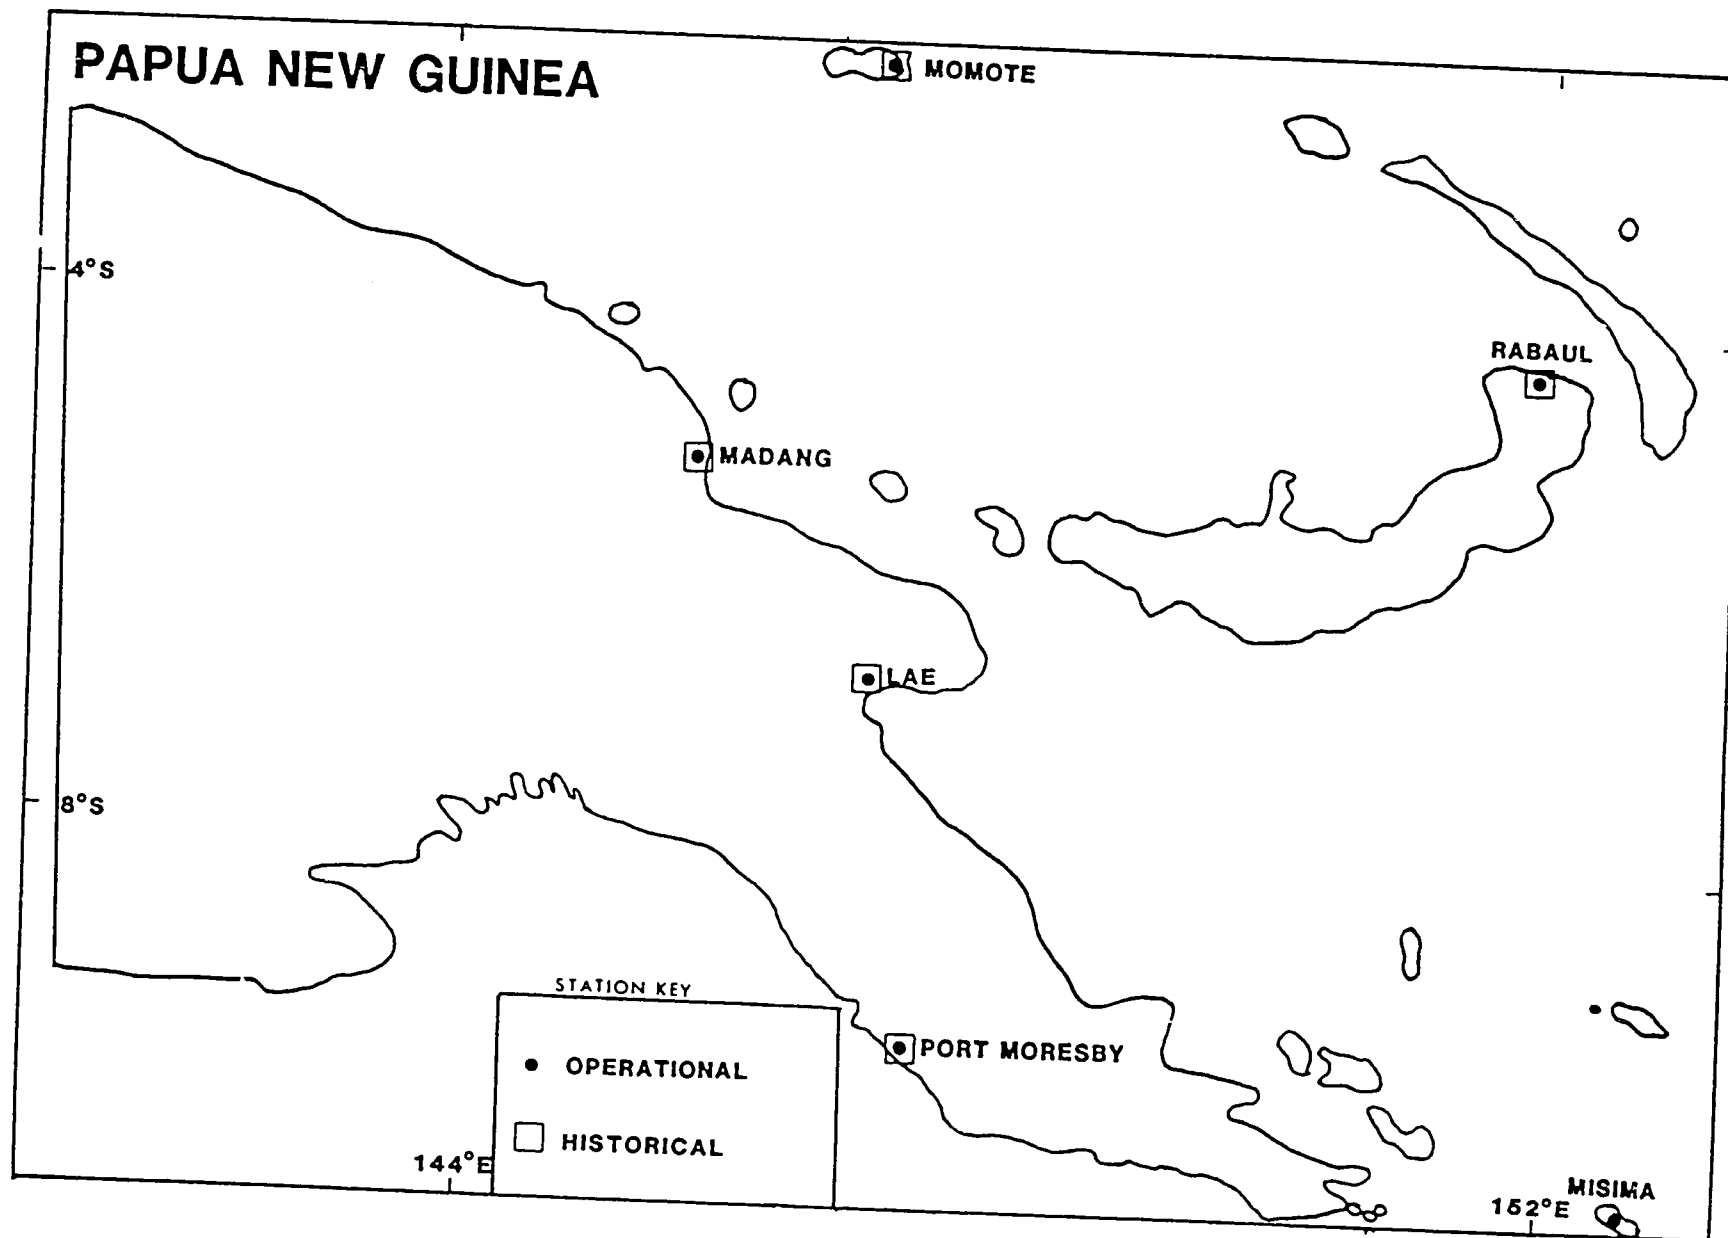 PAPUA NEW GUINEA
MOMOTE
4°S
RABAUL
MADANG
LAE
8°S
STATION KEY
OPERATIONAL
HISTORICAL
PORT MORESBY
144°E
152°E
MISIMA